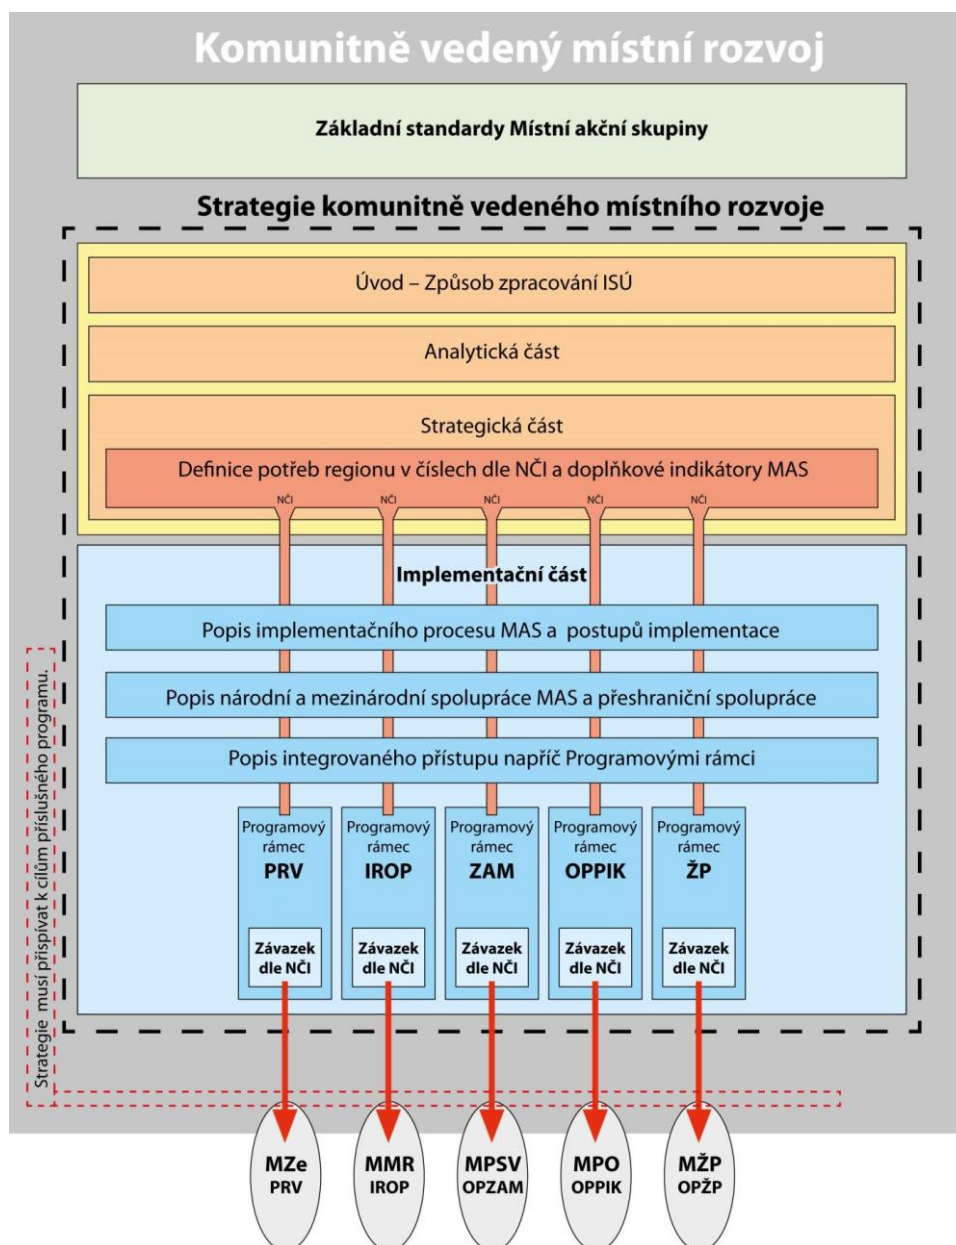 Komunitně vedený místní rozvoj
Základní standardy Místní akční skupiny
Strategie komunitně vedeného místního rozvoje
Úvod – Způsob zpracování ISÚ
Analytická část
Strategická část
Definice potřeb regionu v číslech dle NČI a doplňkové indikátory MAS
NČI
NČI
NČI
NČI
NČI
Implementační část
Popis implementačního procesu MAS a postupů implementace
Popis národní a mezinárodní spolupráce MAS a přeshraniční spolupráce
Popis integrovaného přístupu napříč Programovými rámci
Programový
rámec
PRV
Závazek
dle NČI
Programový
rámec
IROP
Závazek
dle NČI
Programový
rámec
ZAM
Závazek
dle NČI
Programový
rámec
OPPIK
Závazek
dle NČI
Programový
rámec
ŽP
Závazek
dle NČI
Strategie musí přispívat k cílům příslušného programu.
MZe
PRV
MMR
IROP
MPSV
OPZAM
MPO
OPPIK
MŽP
OPŽP